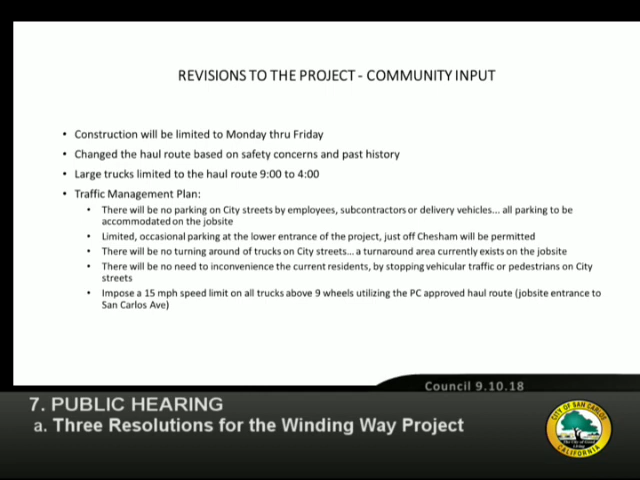 REVISIONS TO THE PROJECT - COMMUNITY INPUT
• Construction will be limited to Monday thru Friday
• Changed the haul route based on safety concerns and past history
• Large trucks limited to the haul route 9:00 to 4:00
• Traffic Management Plan:
• There will be no parking on City streets by employees, subcontractors or delivery vehicles... all parking to be
accommodated on the jobsite
• Limited, occasional parking at the lower entrance of the project, just off Chesham will be permitted
• There will be no turning around of trucks on City streets... a turnaround area currently exists on the jobsite
• There will be no need to inconvenience the current residents, by stopping vehicular traffic or pedestrians on City
streets
• Impose a 15 mph speed limit on all trucks above 9 wheels utilizing the PC approved haul route (jobsite entrance to
San Carlos Ave)
Council 9.10.18
7. PUBLIC HEARING
a. Three Resolutions for the Winding Way Project
CITY OF SAN CARLOS
CALIFORNIA